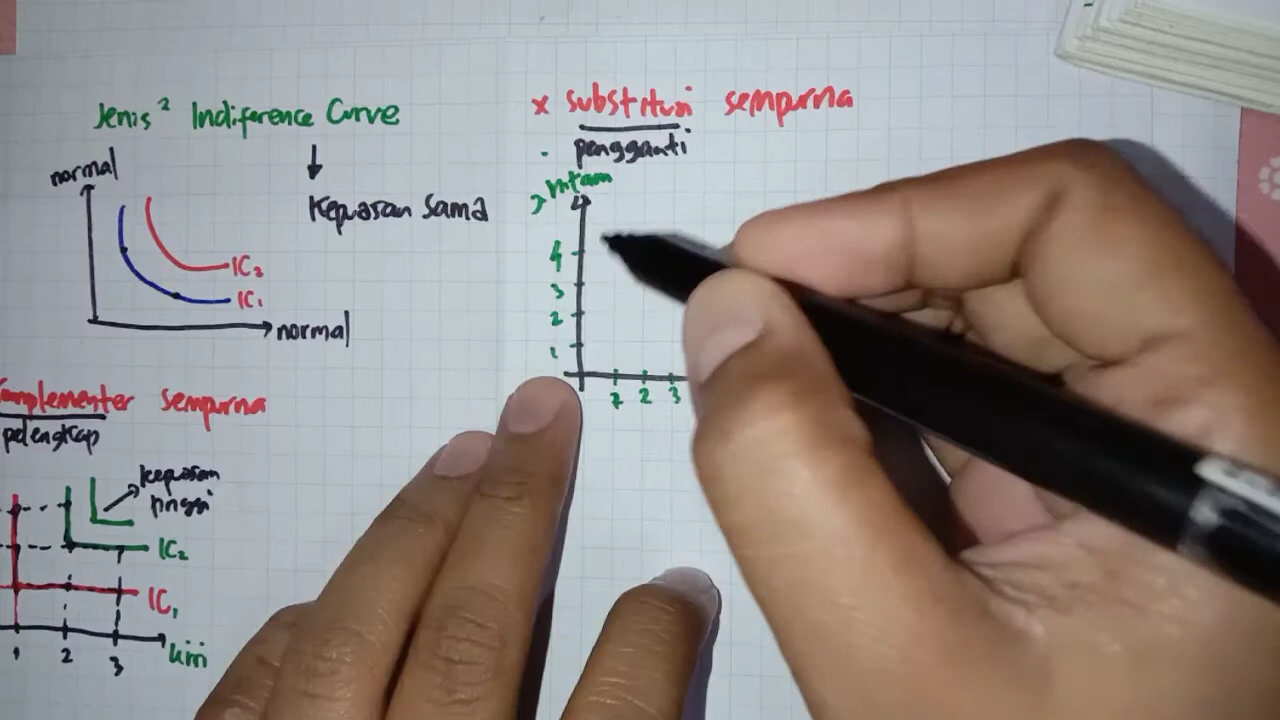 Jenis² Indiference Curve
normal
Kepuasan Sama
IC₂
IC₁
normal
Komplementer Sempurna
pelengkap
kepuasan
tinggi
IC₂
IC₁
1 2 3 kiri
x substitusi sempurna
pengganti
hitam
4
3
2
1
1 2 3